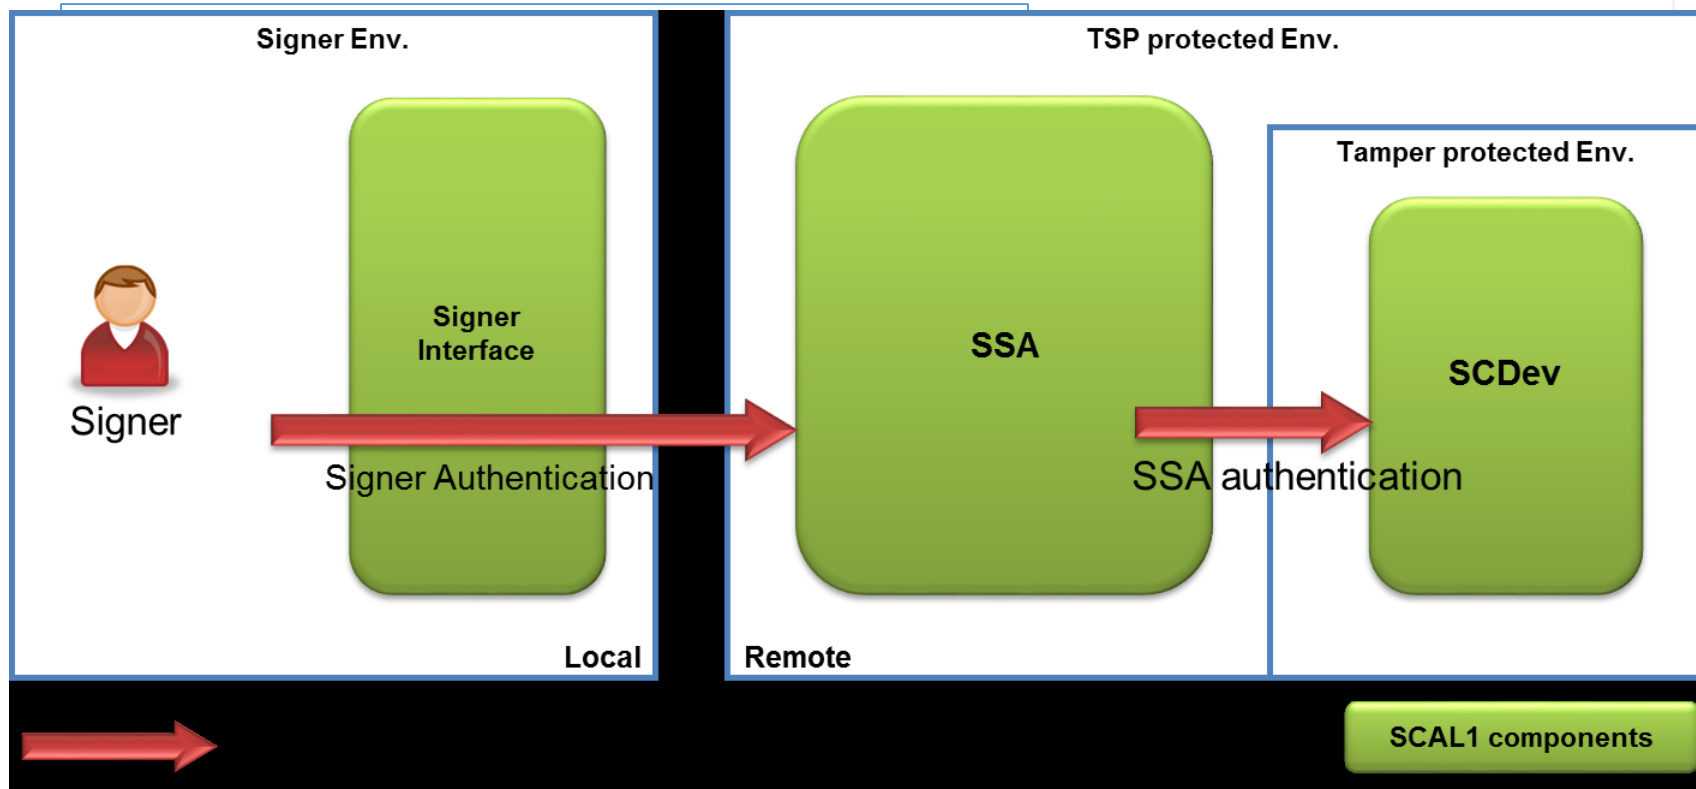 Signer Env.
TSP protected Env.
Tamper protected Env.
Signer
Interface
SSA
SCDev
Signer
Signer Authentication
SSA authentication
Local
Remote
SCAL1 components